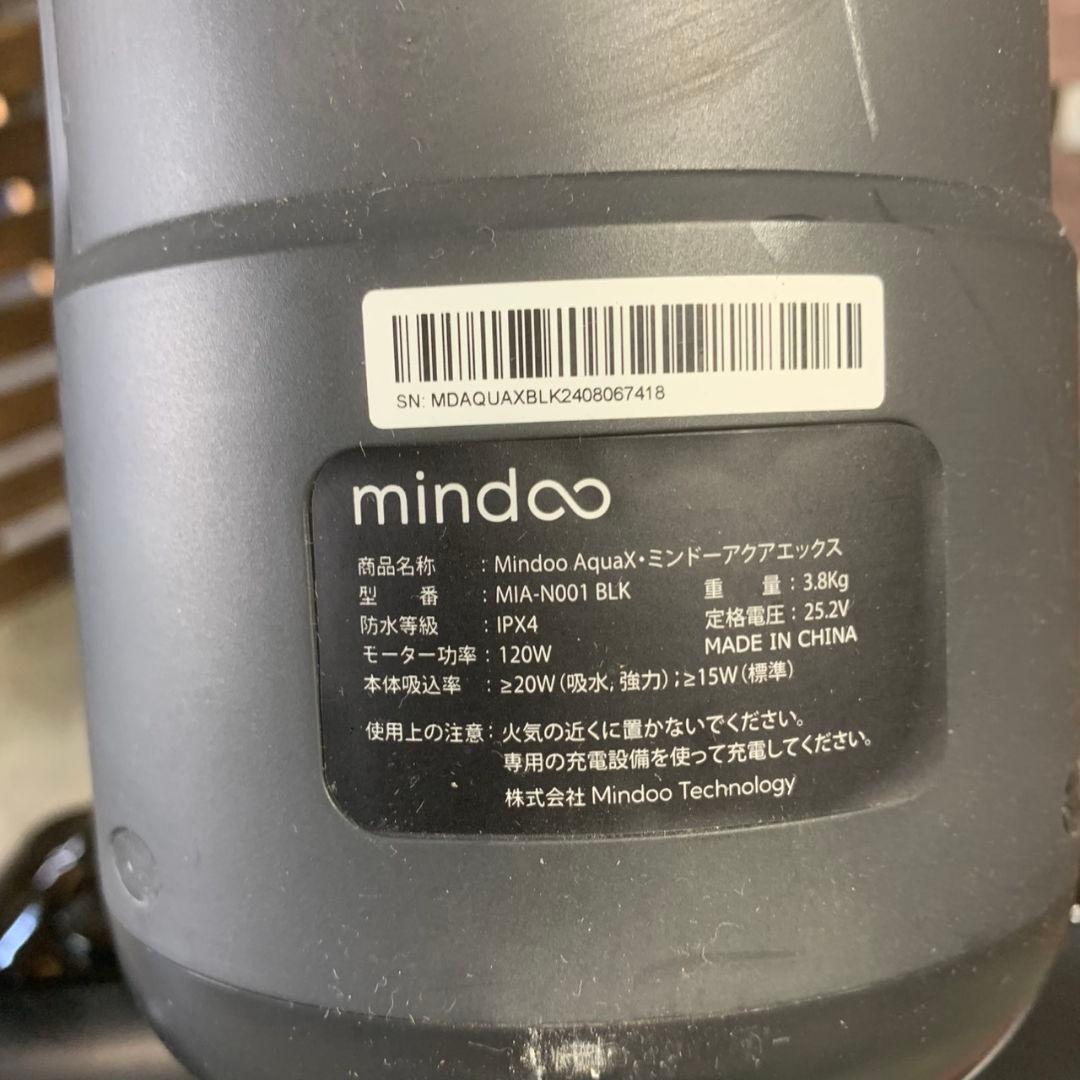 SN: MDAQUAXBLK2408067418
mindoo
商品名称 : Mindoo AquaX・ミンドーアクアエックス
型 番 : MIA-N001 BLK 重 量 : 3.8Kg
防水等級 : IPX4 定格電圧 : 25.2V
モーター功率 : 120W MADE IN CHINA
本体吸込率 : ≥20W(吸水, 強力) ; ≥15W(標準)
使用上の注意 : 火気の近くに置かないでください。
専用の充電設備を使って充電してください。
株式会社 Mindoo Technology